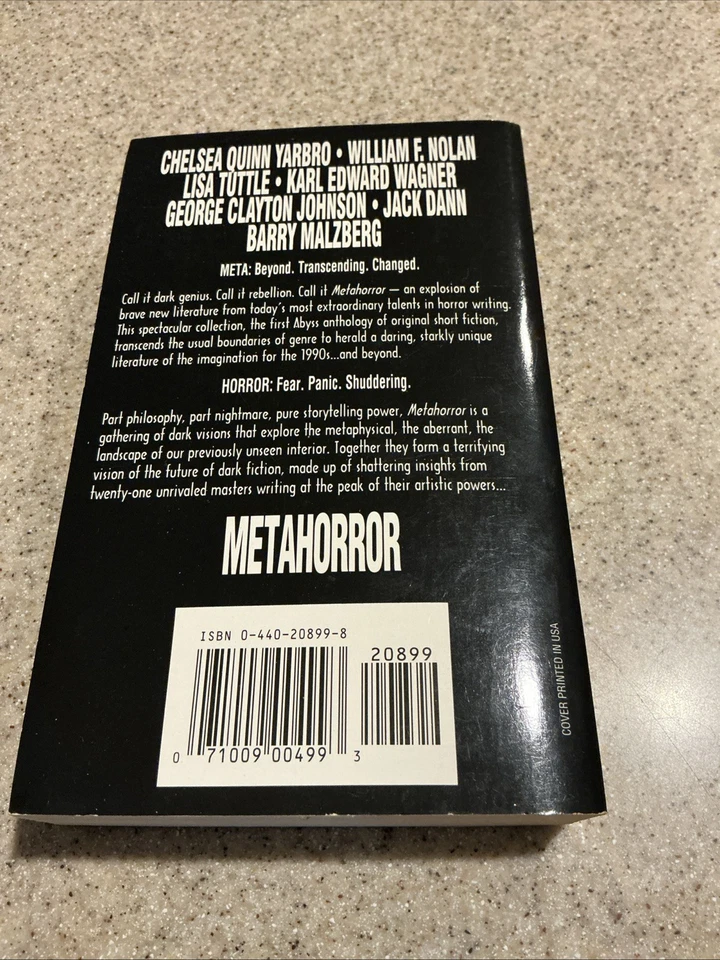 CHELSEA QUINN YARBRO • WILLIAM F. NOLAN
LISA TUTTLE • KARL EDWARD WAGNER
GEORGE CLAYTON JOHNSON • JACK DANN
BARRY MALZBERG
META: Beyond. Transcending. Changed.
Call it dark genius. Call it rebellion. Call it Metahorror — an explosion of
brave new literature from today's most extraordinary talents in horror writing.
This spectacular collection, the first Abyss anthology of original short fiction,
transcends the usual boundaries of genre to herald a daring, starkly unique
literature of the imagination for the 1990s...and beyond.
HORROR: Fear. Panic. Shuddering.
Part philosophy, part nightmare, pure storytelling power, Metahorror is a
gathering of dark visions that explore the metaphysical, the aberrant, the
landscape of our previously unseen interior. Together they form a terrifying
vision of the future of dark fiction, made up of shattering insights from
twenty-one unrivaled masters writing at the peak of their artistic powers...
METAHORROR
ISBN 0-440-20899-8
20899
0 71009 00499 3
COVER PRINTED IN USA